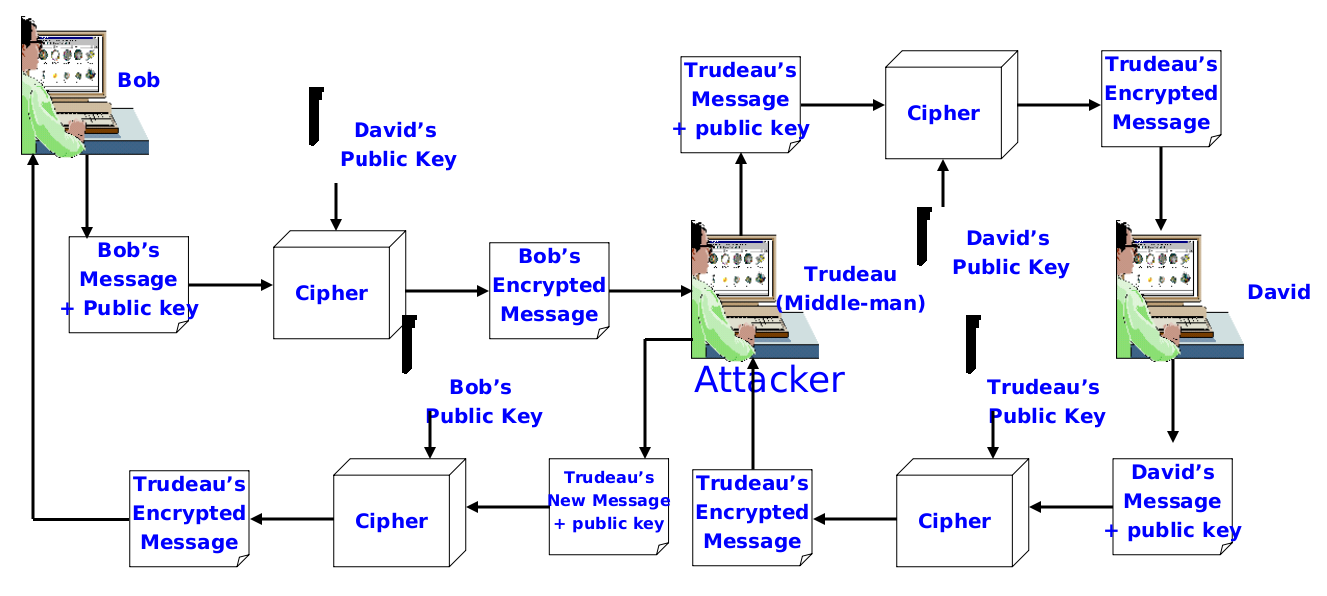 Bob
David’s
Public Key
Bob’s
Message
+ Public key
Cipher
Bob’s
Encrypted
Message
Trudeau’s
Message
+ public key
Cipher
Trudeau’s
Encrypted
Message
David’s
Public Key
Trudeau
(Middle-man)
Attacker
David
Bob’s
Public Key
Trudeau’s
Public Key
Trudeau’s
Encrypted
Message
Cipher
Trudeau’s
New Message
+ public key
Trudeau’s
Encrypted
Message
Cipher
David’s
Message
+ public key